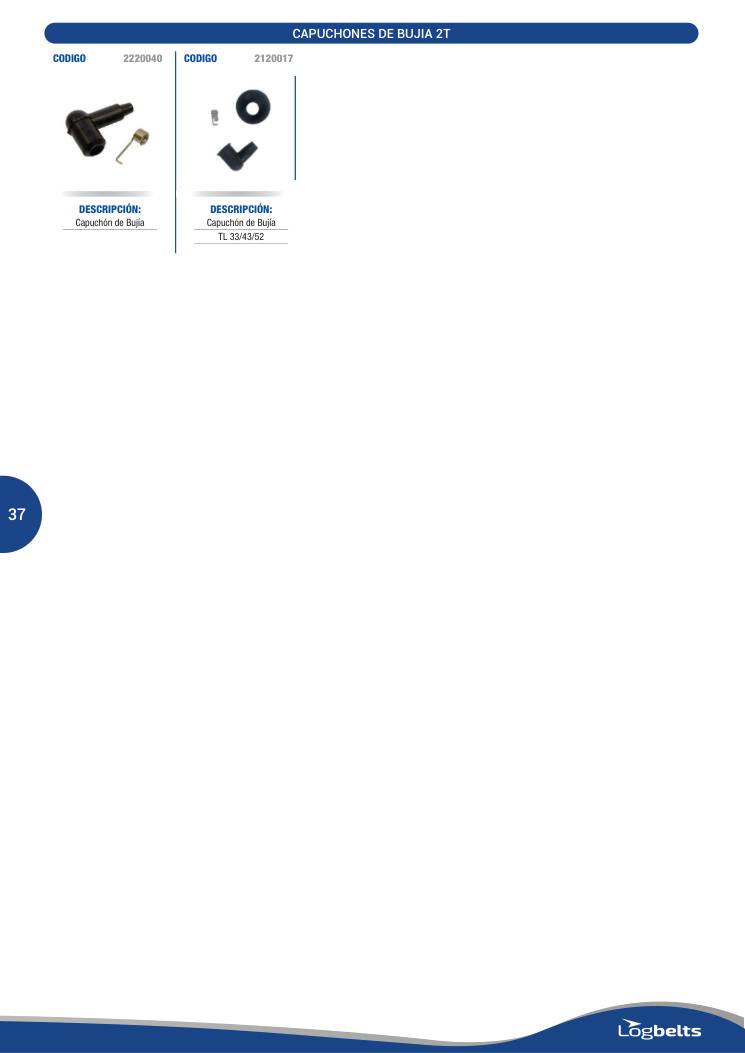 CAPUCHONES DE BUJIA 2T
CODIGO 2220040
DESCRIPCIÓN:
Capuchón de Bujía
CODIGO 2120017
DESCRIPCIÓN:
Capuchón de Bujía
TL 33/43/52
37
Logbelts